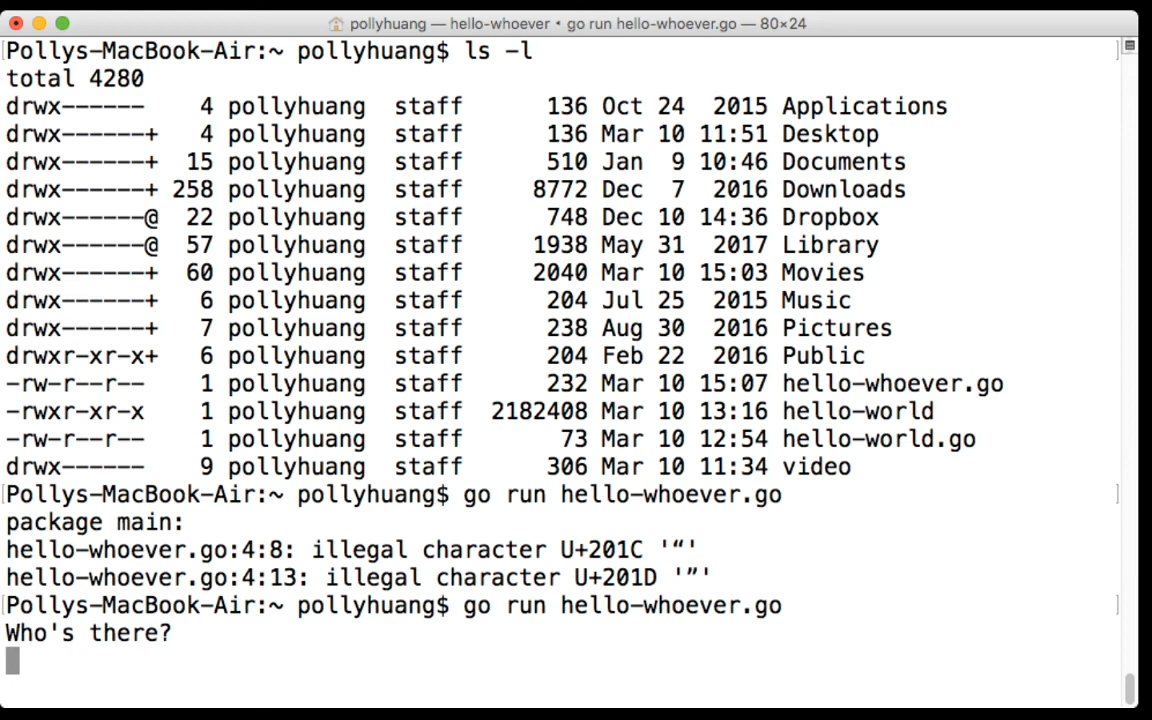 pollyhuang — hello-whoever • go run hello-whoever.go — 80×24
[Pollys-MacBook-Air:~ pollyhuang$ ls -l ]
total 4280
drwx------ 4 pollyhuang staff 136 Oct 24 2015 Applications
drwx------+ 4 pollyhuang staff 136 Mar 10 11:51 Desktop
drwx------+ 15 pollyhuang staff 510 Jan 9 10:46 Documents
drwx------+ 258 pollyhuang staff 8772 Dec 7 2016 Downloads
drwx------@ 22 pollyhuang staff 748 Dec 10 14:36 Dropbox
drwx------@ 57 pollyhuang staff 1938 May 31 2017 Library
drwx------+ 60 pollyhuang staff 2040 Mar 10 15:03 Movies
drwx------+ 6 pollyhuang staff 204 Jul 25 2015 Music
drwx------+ 7 pollyhuang staff 238 Aug 30 2016 Pictures
drwxr-xr-x+ 6 pollyhuang staff 204 Feb 22 2016 Public
-rw-r--r-- 1 pollyhuang staff 232 Mar 10 15:07 hello-whoever.go
-rwxr-xr-x 1 pollyhuang staff 2182408 Mar 10 13:16 hello-world
-rw-r--r-- 1 pollyhuang staff 73 Mar 10 12:54 hello-world.go
drwx------ 9 pollyhuang staff 306 Mar 10 11:34 video
[Pollys-MacBook-Air:~ pollyhuang$ go run hello-whoever.go ]
package main:
hello-whoever.go:4:8: illegal character U+201C '“'
hello-whoever.go:4:13: illegal character U+201D '”'
[Pollys-MacBook-Air:~ pollyhuang$ go run hello-whoever.go ]
Who's there?